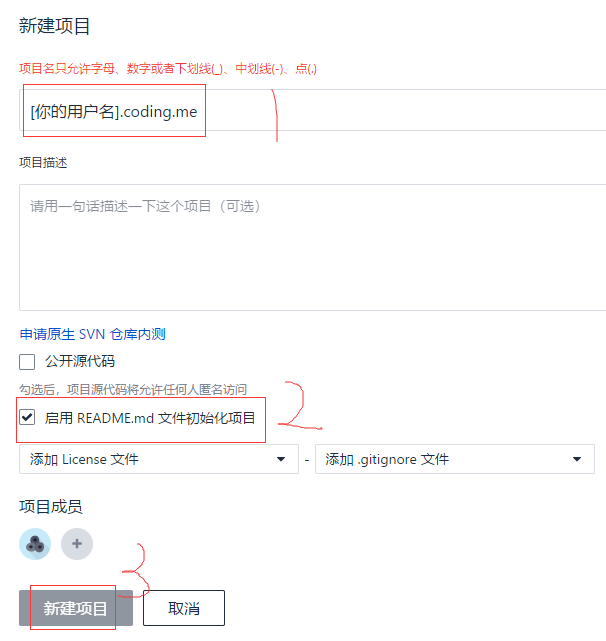 新建项目
项目名只允许字母、数字或者下划线(_)、中划线(-)、点(.)
[你的用户名].coding.me
1
项目描述
请用一句话描述一下这个项目（可选）
申请原生 SVN 仓库内测
公开源代码
勾选后，项目源代码将允许任何人匿名访问
启用 README.md 文件初始化项目
2
添加 License 文件 - 添加 .gitignore 文件
项目成员
+
3
新建项目 取消